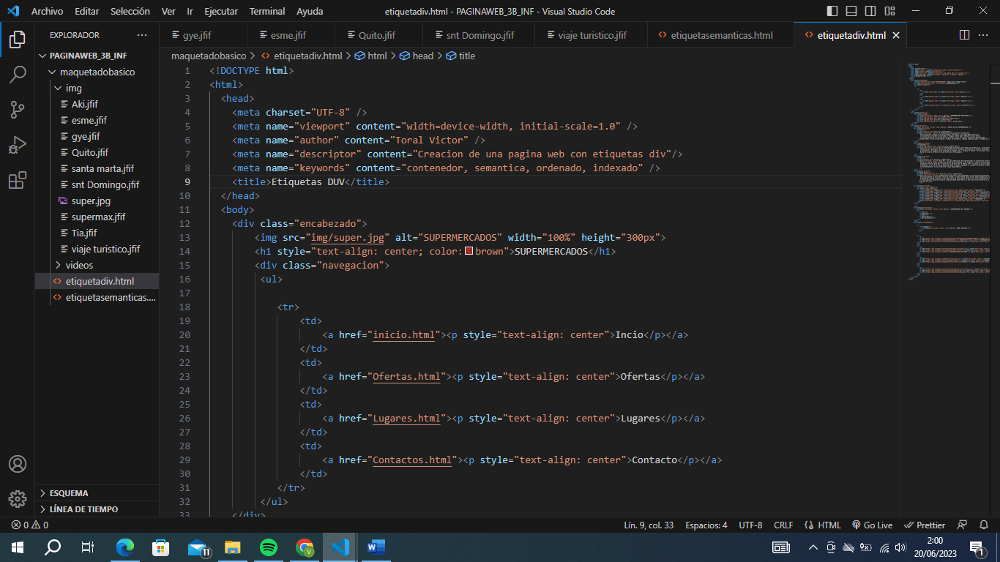 Archivo Editar Selección Ver Ir Ejecutar Terminal Ayuda etiquetadiv.html - PAGINAWEB_3B_INF - Visual Studio Code
EXPLORADOR
gye.jfif esme.jfif Quito.jfif snt Domingo.jfif viaje turistico.jfif etiquetasemanticas.html etiquetadiv.html
PAGINAWEB_3B_INF
maquetadobasico
img
Aki.jfif
esme.jfif
gye.jfif
Quito.jfif
santa marta.jfif
snt Domingo.jfif
super.jpg
supermax.jfif
Tia.jfif
viaje turistico.jfif
videos
etiquetadiv.html
etiquetasemanticas....
ESQUEMA
LÍNEA DE TIEMPO
maquetadobasico > etiquetadiv.html > html > head > title
1 <!DOCTYPE html>
2 <html>
3 <head>
4 <meta charset="UTF-8" />
5 <meta name="viewport" content="width=device-width, initial-scale=1.0" />
6 <meta name="author" content="Toral Victor" />
7 <meta name="descriptor" content="Creacion de una pagina web con etiquetas div"/>
8 <meta name="keywords" content="contenedor, semantica, ordenado, indexado" />
9 <title>Etiquetas DUV</title>
10 </head>
11 <body>
12 <div class="encabezado">
13 <img src="img/super.jpg" alt="SUPERMERCADOS" width="100%" height="300px">
14 <h1 style="text-align: center; color: brown">SUPERMERCADOS</h1>
15 <div class="navegacion">
16 <ul>
17
18 <tr>
19 <td>
20 <a href="inicio.html"><p style="text-align: center">Incio</p></a>
21 </td>
22 <td>
23 <a href="Ofertas.html"><p style="text-align: center">Ofertas</p></a>
24 </td>
25 <td>
26 <a href="Lugares.html"><p style="text-align: center">Lugares</p></a>
27 </td>
28 <td>
29 <a href="Contactos.html"><p style="text-align: center">Contacto</p></a>
30 </td>
31 </tr>
32 </ul>
33 </div>
0 0 Lín. 9, col. 33 Espacios: 4 UTF-8 CRLF HTML Go Live Prettier
11 2:00
20/06/2023 1